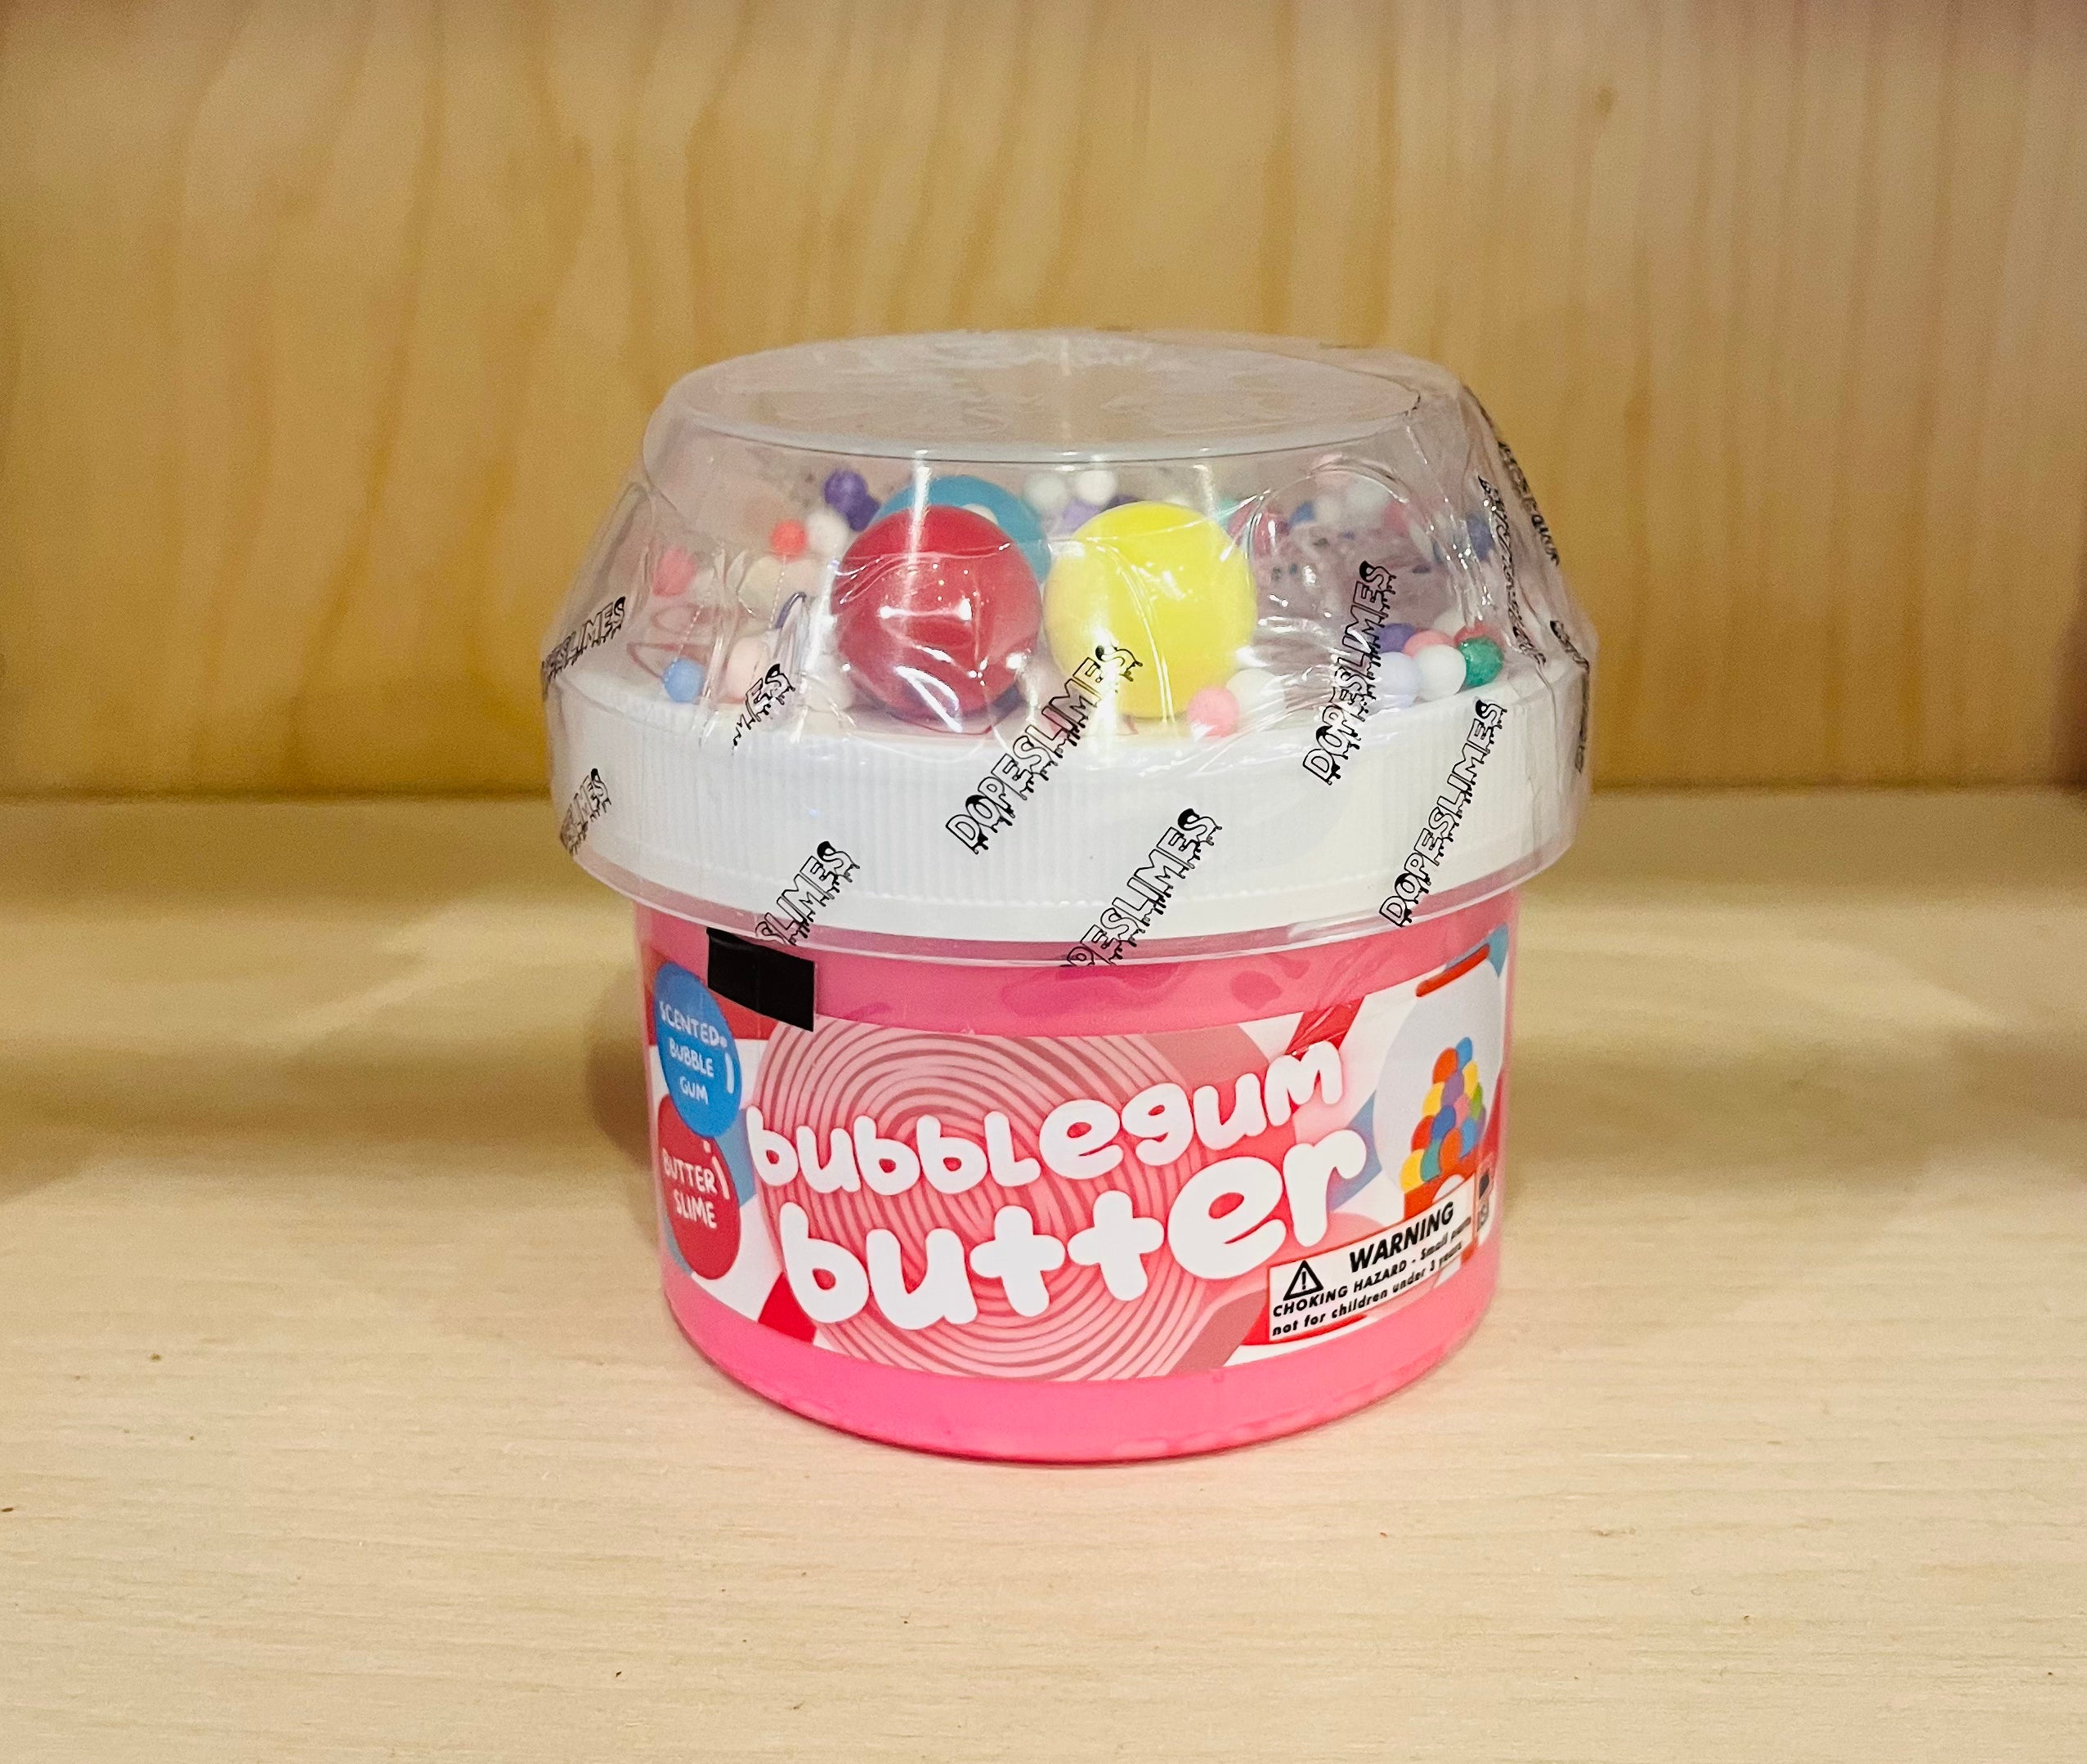 DOPESLIMES
DOPESLIMES
DOPESLIMES
SCENTED
BUBBLE
GUM
BUTTER
SLIME
bubblegum
butter
WARNING
CHOKING HAZARD - Small parts
not for children under 3 years